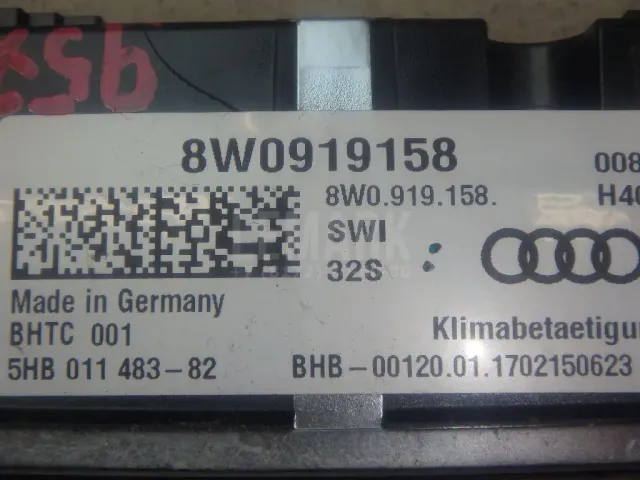 957
8W0919158
008
8W0.919.158.
H40
SWI
32S
Made in Germany
BHTC 001
Klimabetaetigu
5HB 011 483-82
BHB-00120.01.1702150623